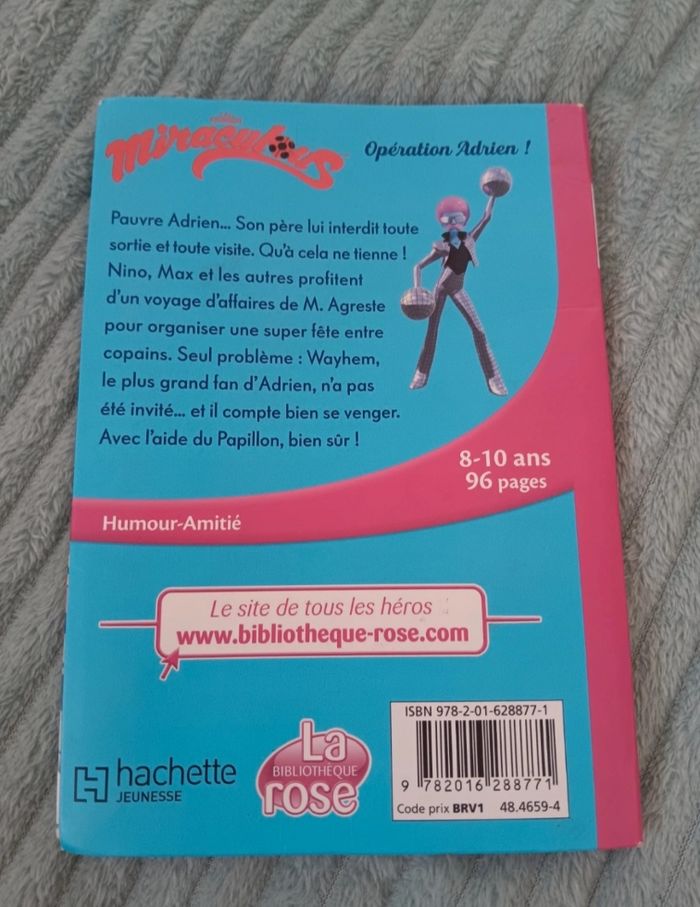 Miraculous
Opération Adrien !
Pauvre Adrien... Son père lui interdit toute
sortie et toute visite. Qu'à cela ne tienne !
Nino, Max et les autres profitent
d'un voyage d'affaires de M. Agreste
pour organiser une super fête entre
copains. Seul problème : Wayhem,
le plus grand fan d'Adrien, n'a pas
été invité... et il compte bien se venger.
Avec l'aide du Papillon, bien sûr !
8-10 ans
96 pages
Humour-Amitié
Le site de tous les héros
www.bibliotheque-rose.com
hachette
JEUNESSE
La
BIBLIOTHÈQUE
rose
ISBN 978-2-01-628877-1
9 782016 288771
Code prix BRV1 48.4659-4